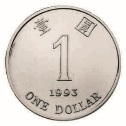 壹 圓
1
1993
ONE DOLLAR